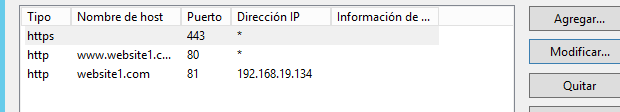 Tipo Nombre de host Puerto Dirección IP Información de ... Agregar...
https 443 *
http www.website1.c... 80 * Modificar...
http website1.com 81 192.168.19.134
Quitar